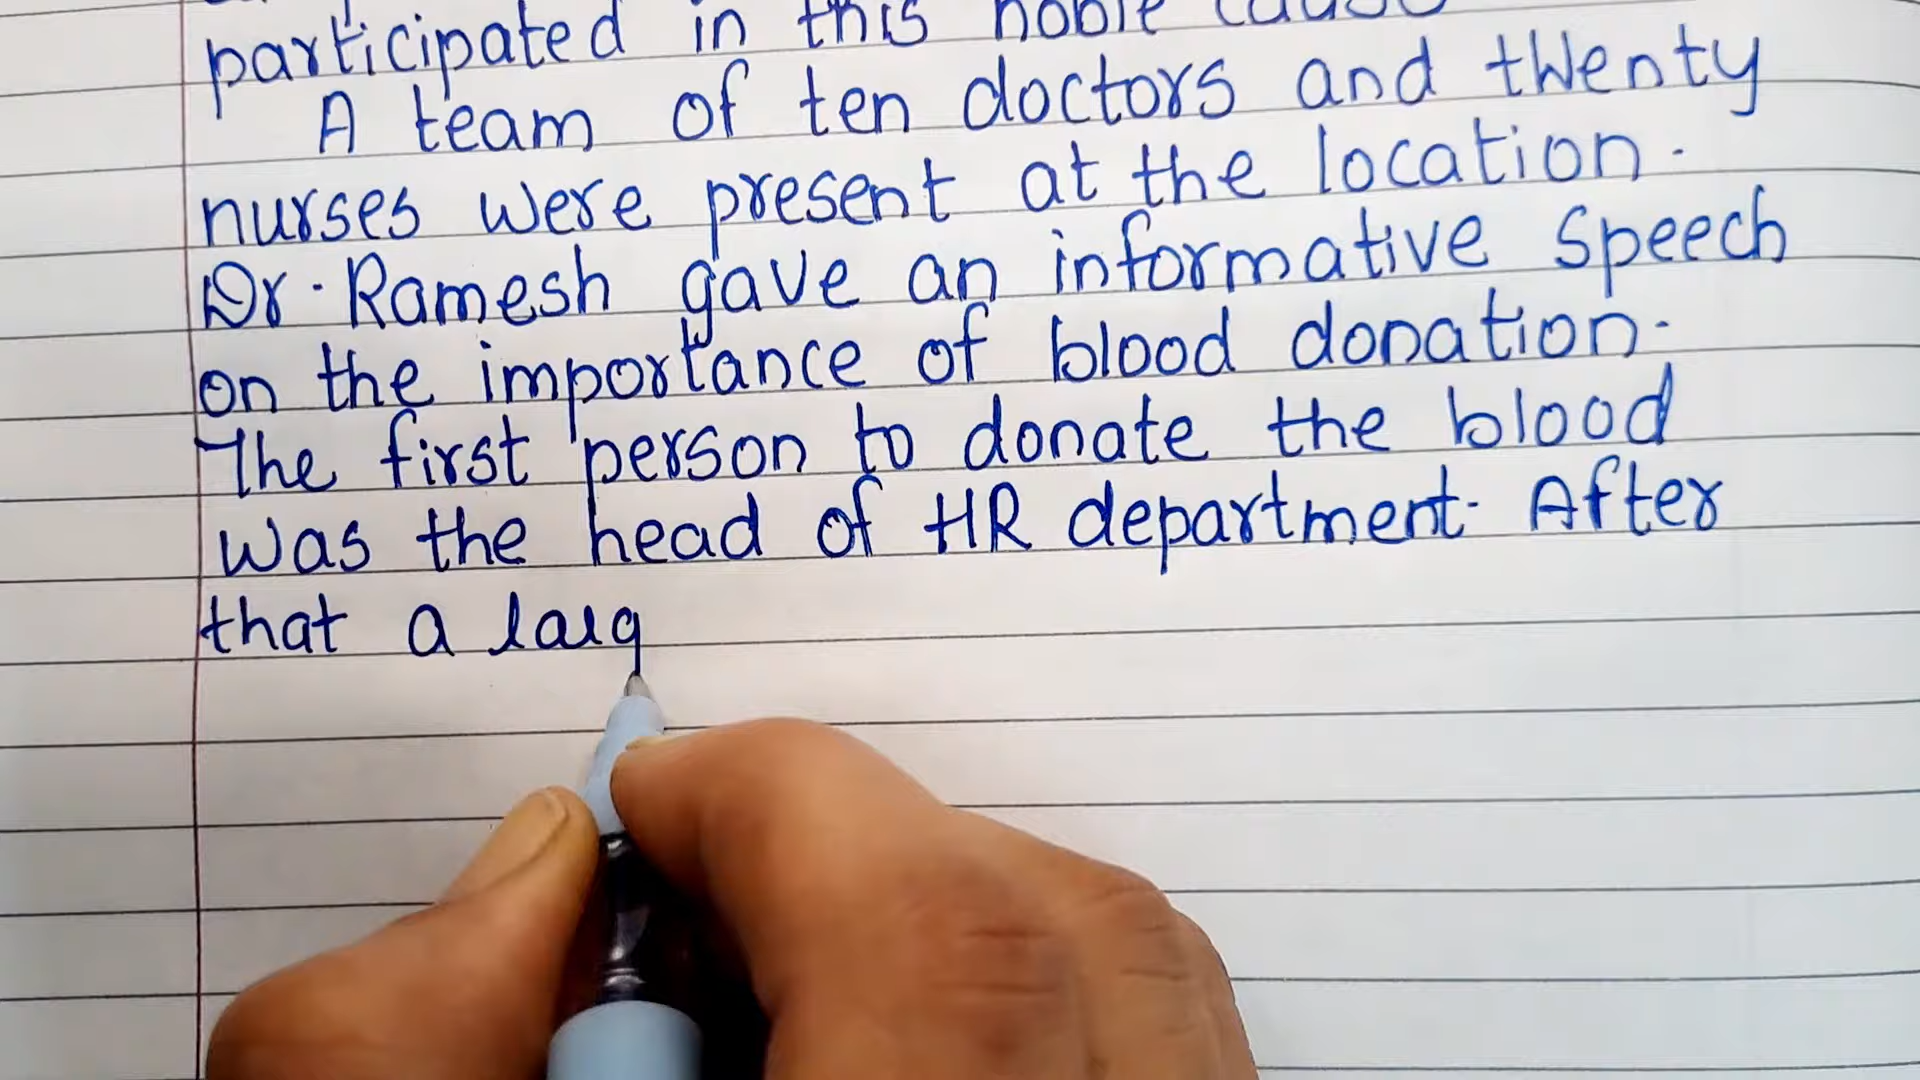 participated in this noble cause
A team of ten doctors and twenty
nurses were present at the location.
Dr. Ramesh gave an informative speech
on the importance of blood donation.
The first person to donate the blood
was the head of HR department. After
that a larg